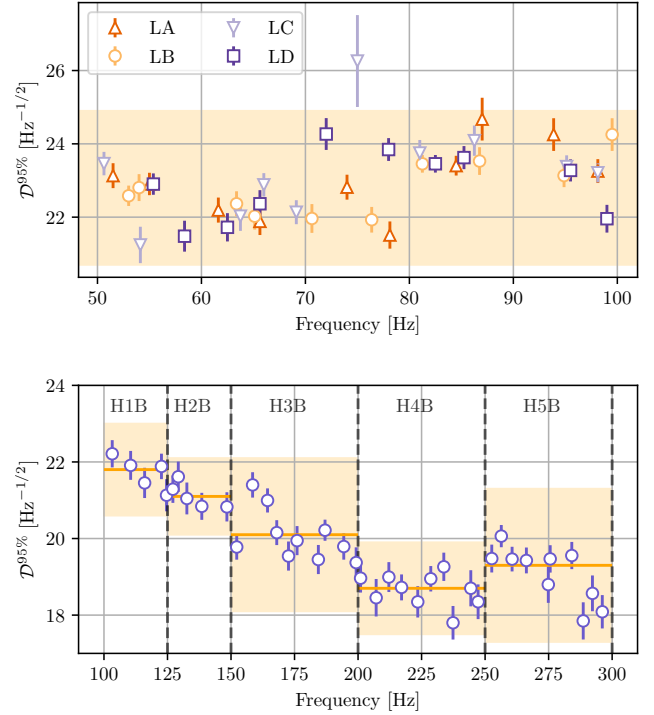 LA LC
LB LD
26
24
22
𝒟^{95%} [Hz^{−1/2}]
50 60 70 80 90 100
Frequency [Hz]
24
22
20
18
𝒟^{95%} [Hz^{−1/2}]
H1B H2B H3B H4B H5B
100 125 150 175 200 225 250 275 300
Frequency [Hz]